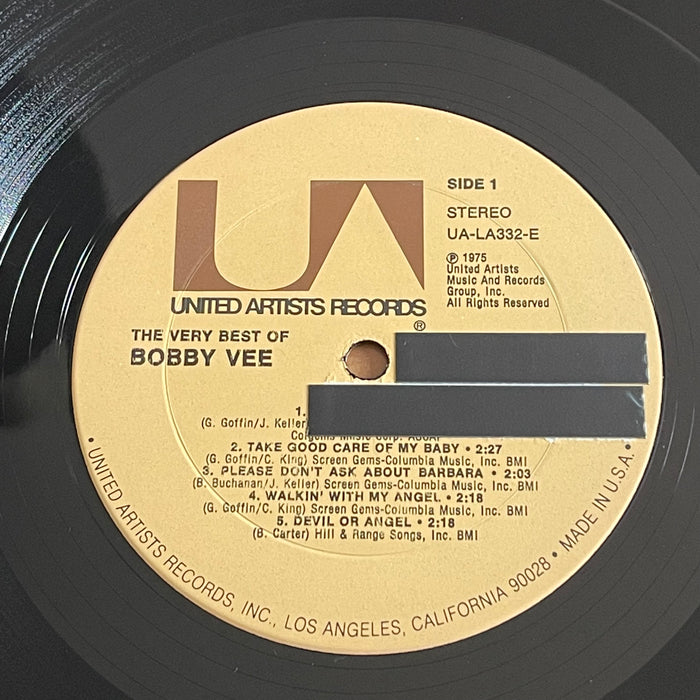 UA
UNITED ARTISTS RECORDS
®
SIDE 1
STEREO
UA-LA332-E
℗ 1975
United Artists
Music And Records
Group, Inc.
All Rights Reserved
THE VERY BEST OF
BOBBY VEE
1.
(G. Goffin/J. Keller
Colgems Music Corp. ASCAP
2. TAKE GOOD CARE OF MY BABY • 2:27
(G. Goffin/C. King) Screen Gems-Columbia Music, Inc. BMI
3. PLEASE DON'T ASK ABOUT BARBARA • 2:03
(B. Buchanan/J. Keller) Screen Gems-Columbia Music, Inc. BMI
4. WALKIN' WITH MY ANGEL • 2:18
(G. Goffin/C. King) Screen Gems-Columbia Music, Inc. BMI
5. DEVIL OR ANGEL • 2:18
(B. Carter) Hill & Range Songs, Inc. BMI
• UNITED ARTISTS RECORDS, INC., LOS ANGELES, CALIFORNIA 90028 • MADE IN U.S.A. •